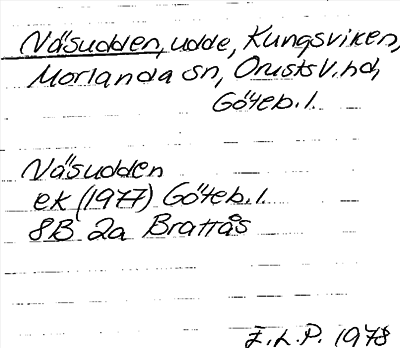 Näsudden, udde, Kungsviken,
Morlanda sn, Orusts V. hd,
Göteb. l.
Näsudden
ek (1977) Göteb. l.
8B 2a Brattås
E.L.P. 1978